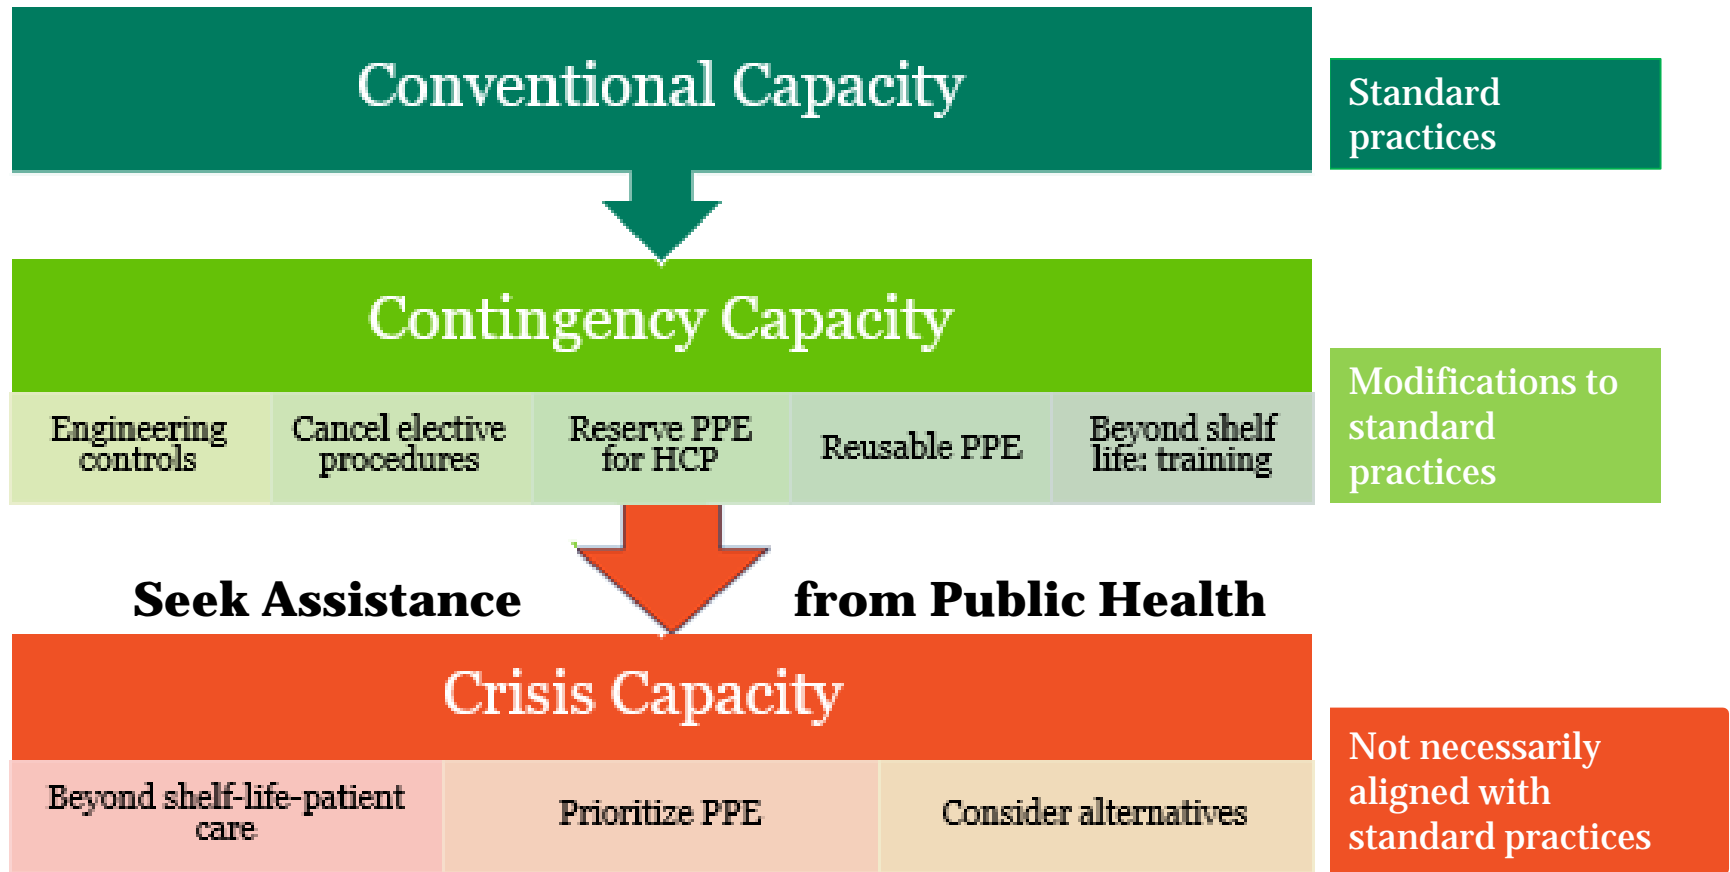 Conventional Capacity
Standard
practices
Contingency Capacity
Modifications to
standard
practices
Engineering
controls
Cancel elective
procedures
Reserve PPE
for HCP
Reusable PPE
Beyond shelf
life: training
Seek Assistance from Public Health
Crisis Capacity
Not necessarily
aligned with
standard practices
Beyond shelf-life-patient
care
Prioritize PPE
Consider alternatives